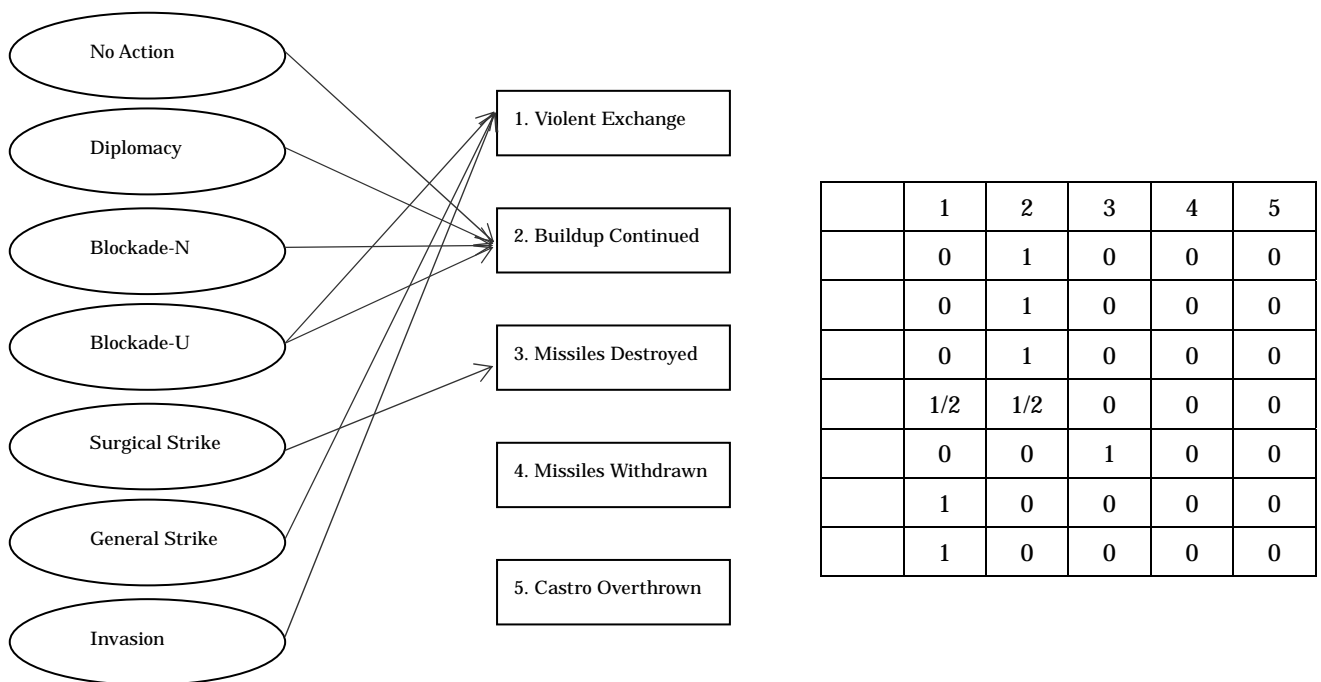 No Action
Diplomacy
Blockade-N
Blockade-U
Surgical Strike
General Strike
Invasion
1. Violent Exchange
2. Buildup Continued
3. Missiles Destroyed
4. Missiles Withdrawn
5. Castro Overthrown
1 2 3 4 5
0 1 0 0 0
0 1 0 0 0
0 1 0 0 0
1/2 1/2 0 0 0
0 0 1 0 0
1 0 0 0 0
1 0 0 0 0